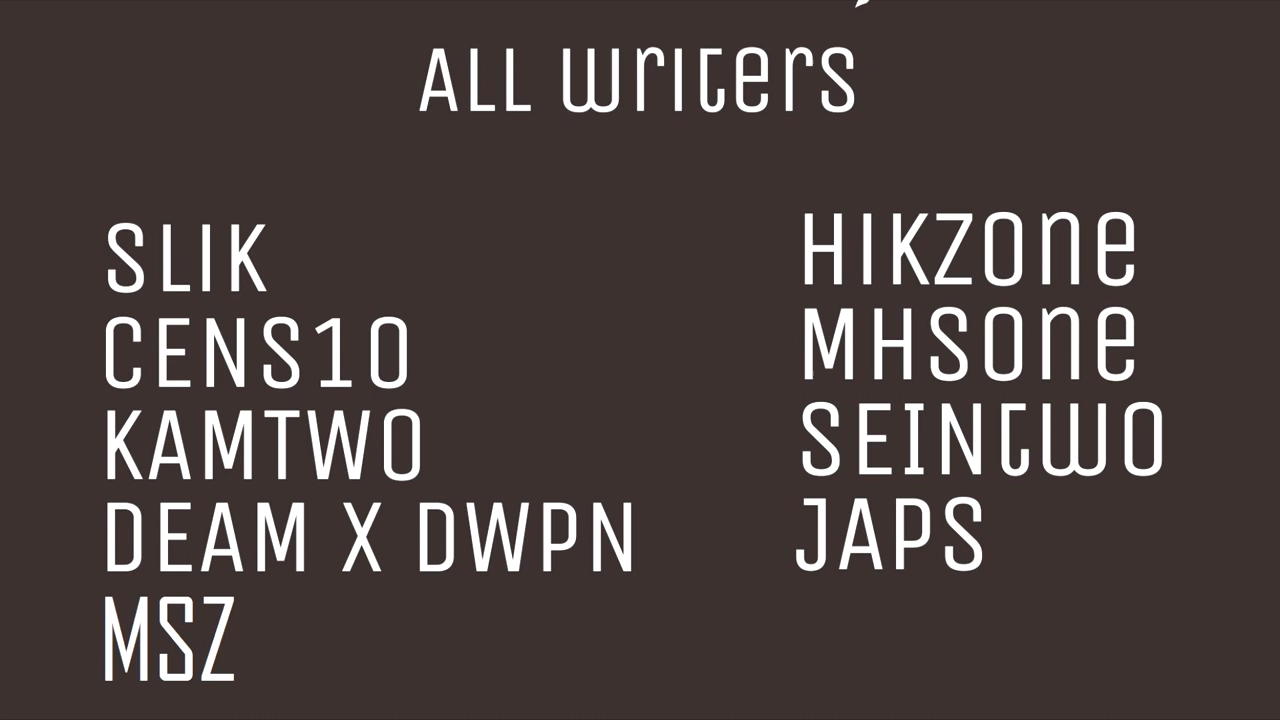 ALL writers
SLIK
CENS10
KAMTWO
DEAM X DWPN
MSZ
HIKZOne
MHSOne
SEINtwO
JAPS